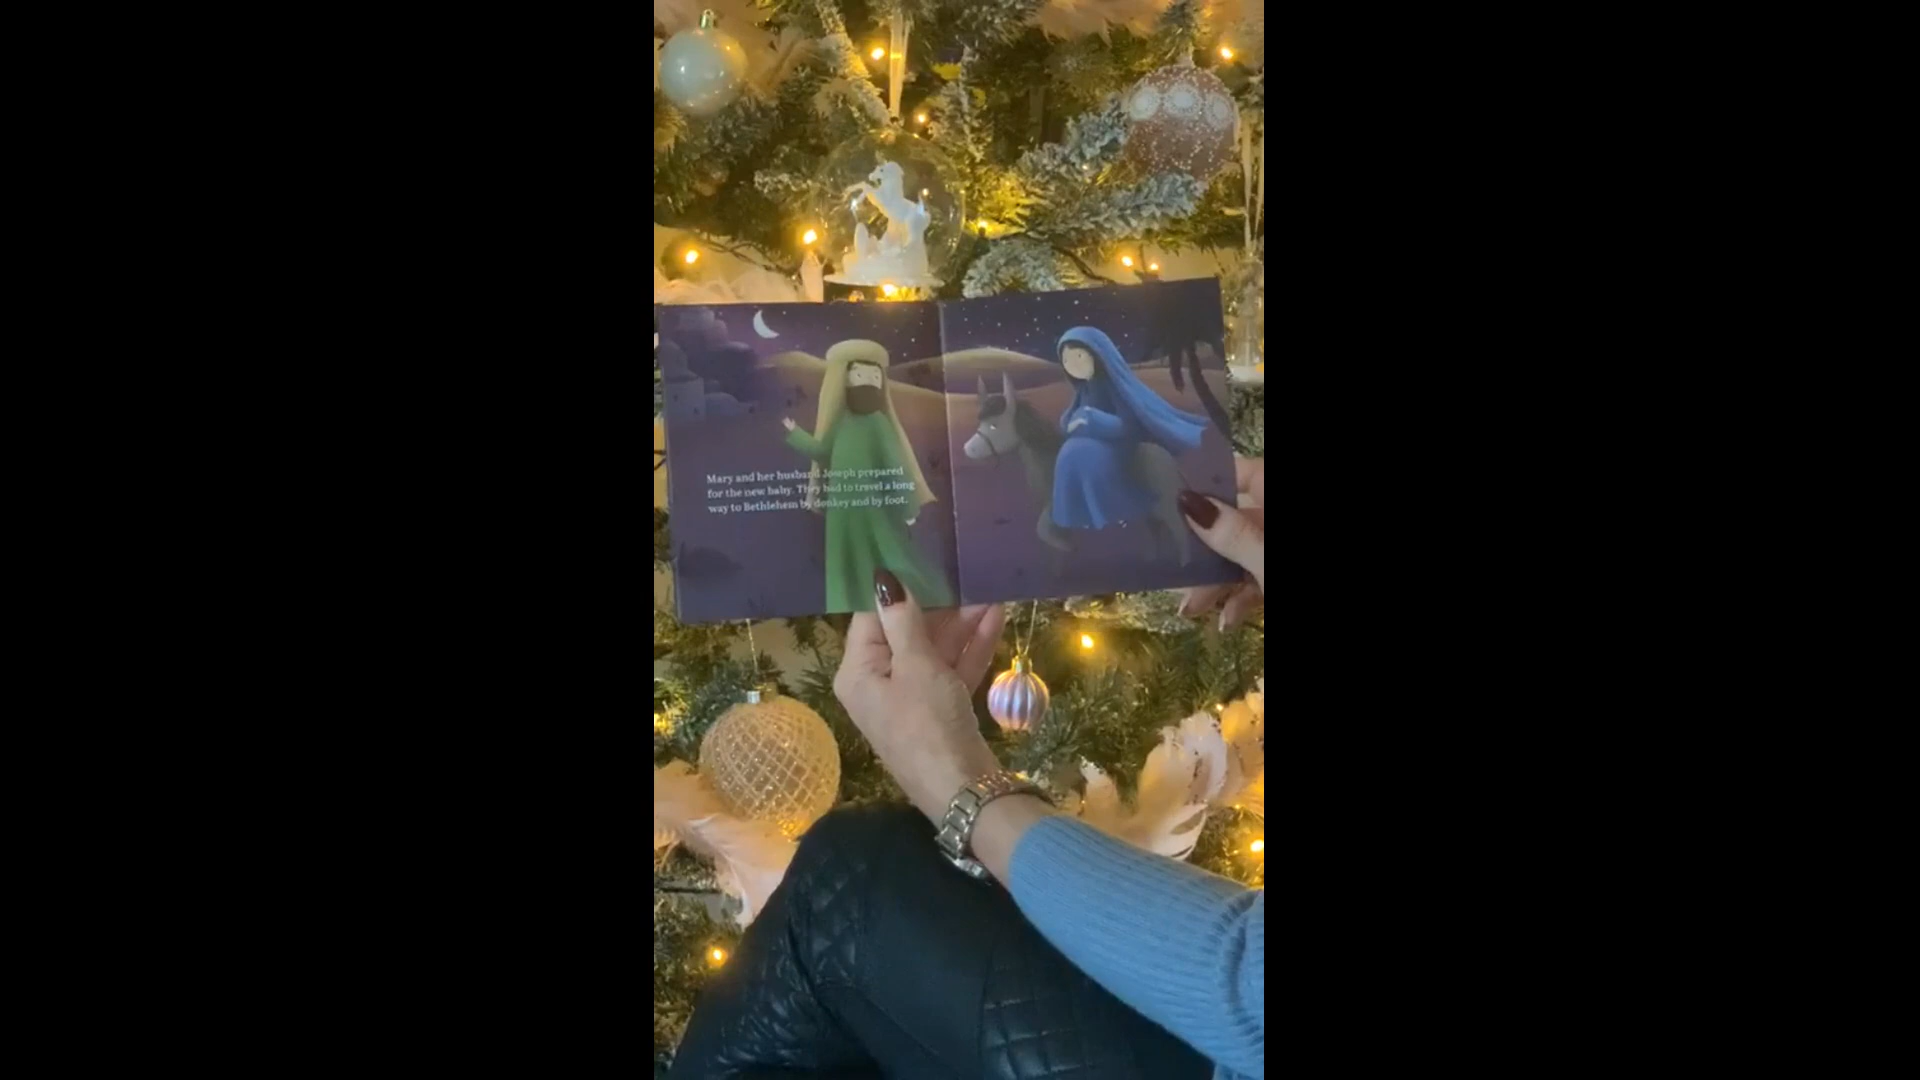 Mary and her husband Joseph prepared
for the new baby. They had to travel a long
way to Bethlehem by donkey and by foot.